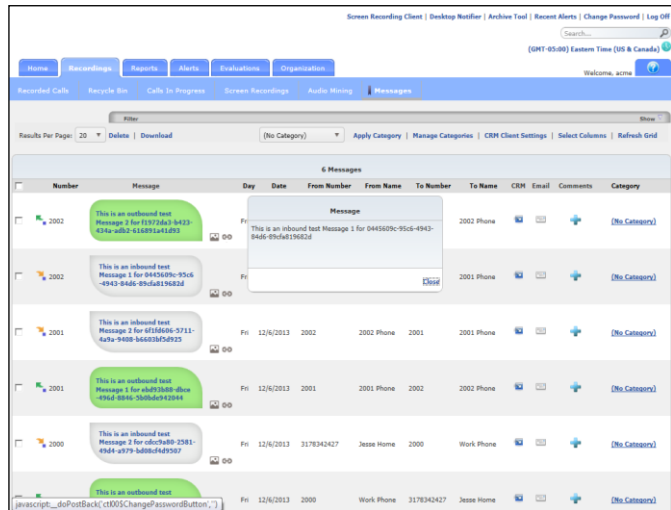 Screen Recording Client | Desktop Notifier | Archive Tool | Recent Alerts | Change Password | Log Off
Search...
(GMT-05:00) Eastern Time (US & Canada)
Home Recordings Reports Alerts Evaluations Organization
Welcome, acme
Recorded Calls Recycle Bin Calls In Progress Screen Recordings Audio Mining Messages
Filter Show
Results Per Page: 20 Delete | Download (No Category) Apply Category | Manage Categories | CRM Client Settings | Select Columns | Refresh Grid
6 Messages
Number Message Day Date From Number From Name To Number To Name CRM Email Comments Category
This is an outbound test
Message 2 for f1972da3-b423-
434a-adb2-616891a41d93
2002 Fr 2002 Phone (No Category)
Message
This is an inbound test Message 1 for 0445609c-95c6-4943-
84d6-89cfa819682d
Close
This is an inbound test
Message 1 for 0445609c-95c6
-4943-84d6-89cfa819682d
2002 Fr 2001 Phone (No Category)
This is an inbound test
Message 2 for 6f1fd606-5711-
4a9a-9408-b6603bf5d925
2001 Fri 12/6/2013 2002 2002 Phone 2001 2001 Phone (No Category)
This is an outbound test
Message 1 for ebd93b88-dbce
-496d-8846-5b8bde942044
2001 Fri 12/6/2013 2001 2001 Phone 2002 2002 Phone (No Category)
This is an inbound test
Message 2 for cdcc9a80-2581-
49d4-a979-bd08cf4d9507
2000 Fri 12/6/2013 3178342427 Jesse Home 2000 Work Phone (No Category)
This is an outbound test
Fri 12/6/2013 2000 Work Phone 3178342427 Jesse Home (No Category)
javascript:__doPostBack('ctl00$ChangePasswordButton','')